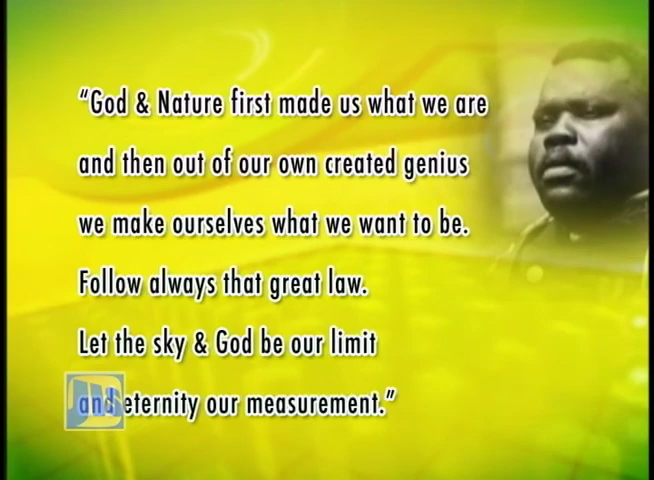 “God & Nature first made us what we are
and then out of our own created genius
we make ourselves what we want to be.
Follow always that great law.
Let the sky & God be our limit
and eternity our measurement.”